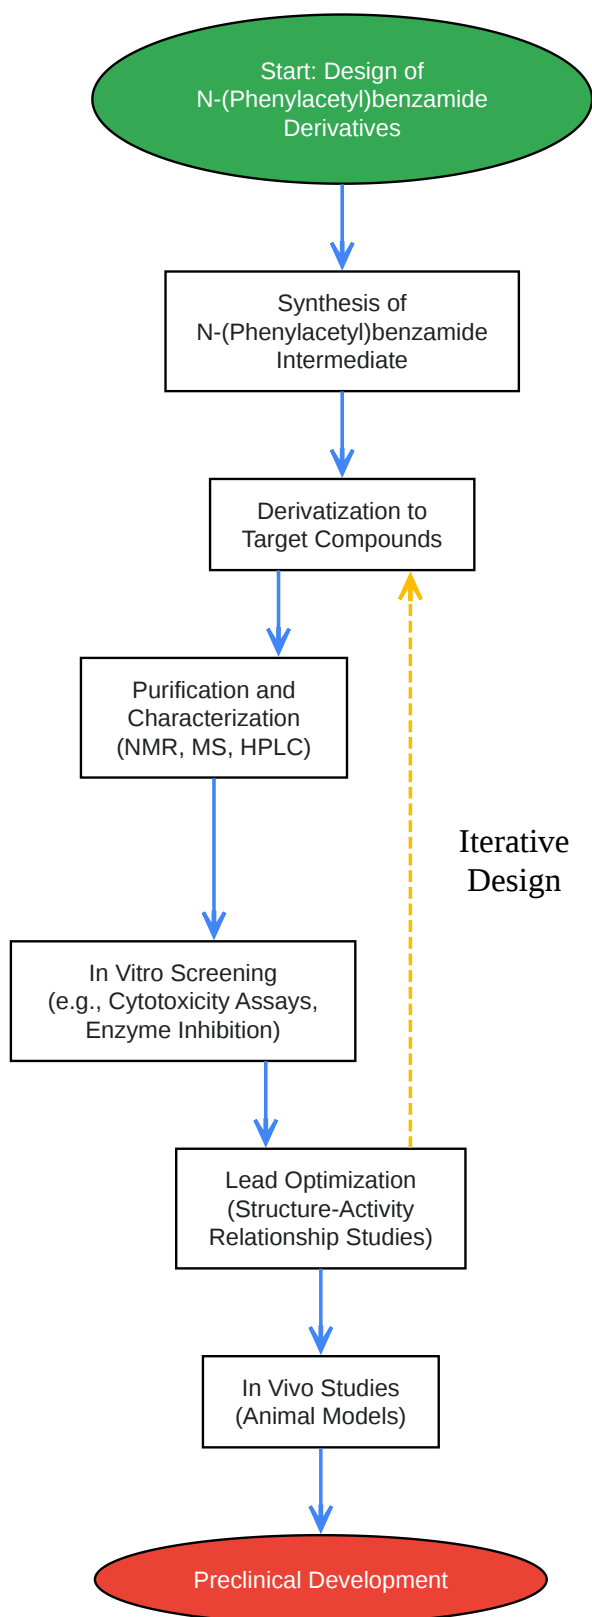 Start: Design of
N-(Phenylacetyl)benzamide
Derivatives
Synthesis of
N-(Phenylacetyl)benzamide
Intermediate
Derivatization to
Target Compounds
Purification and
Characterization
(NMR, MS, HPLC)
Iterative
Design
In Vitro Screening
(e.g., Cytotoxicity Assays,
Enzyme Inhibition)
Lead Optimization
(Structure-Activity
Relationship Studies)
In Vivo Studies
(Animal Models)
Preclinical Development